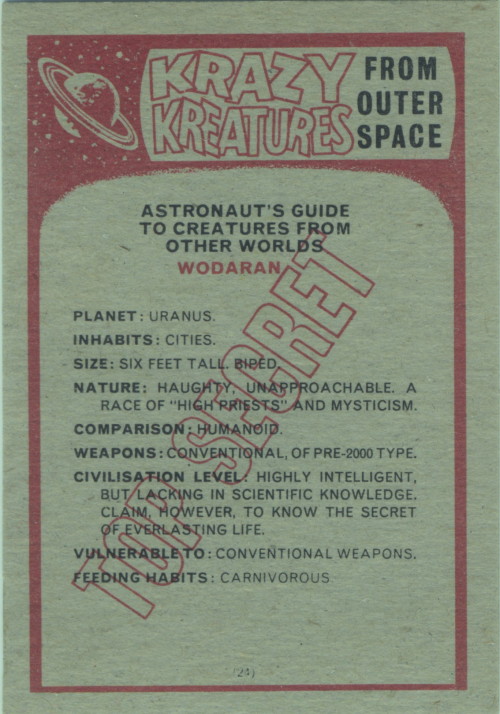 KRAZY KREATURES
FROM OUTER SPACE
ASTRONAUT'S GUIDE
TO CREATURES FROM
OTHER WORLDS
WODARAN
PLANET: URANUS.
INHABITS: CITIES.
SIZE: SIX FEET TALL. BIPED.
NATURE: HAUGHTY, UNAPPROACHABLE. A
RACE OF "HIGH PRIESTS" AND MYSTICISM.
COMPARISON: HUMANOID.
WEAPONS: CONVENTIONAL, OF PRE-2000 TYPE.
CIVILISATION LEVEL: HIGHLY INTELLIGENT,
BUT LACKING IN SCIENTIFIC KNOWLEDGE.
CLAIM, HOWEVER, TO KNOW THE SECRET
OF EVERLASTING LIFE.
VULNERABLE TO: CONVENTIONAL WEAPONS.
FEEDING HABITS: CARNIVOROUS
TOP SECRET
(24)